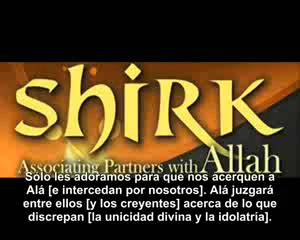 shirk
Associating Partners with Allah
Sólo les adoramos para que nos acerquen a
Alá [e intercedan por nosotros]. Alá juzgará
entre ellos [y los creyentes] acerca de lo que
discrepan [la unicidad divina y la idolatría].